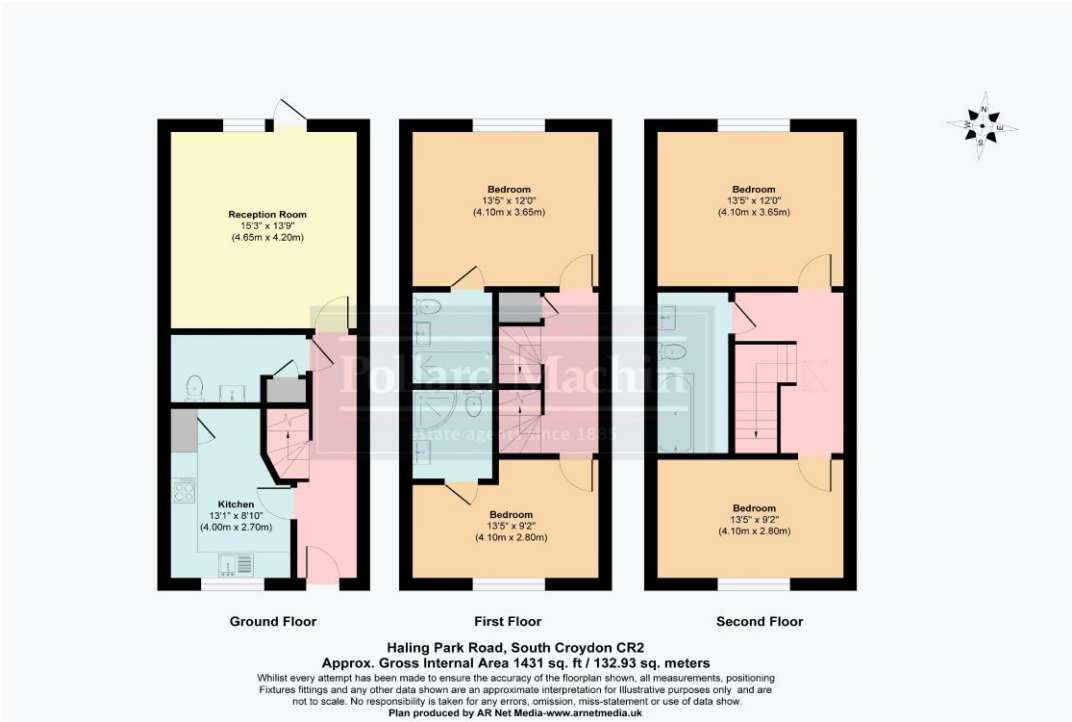 N
W
E
S
Reception Room
15'3" x 13'9"
(4.65m x 4.20m)
Kitchen
13'1" x 8'10"
(4.00m x 2.70m)
Bedroom
13'5" x 12'0"
(4.10m x 3.65m)
Bedroom
13'5" x 9'2"
(4.10m x 2.80m)
Bedroom
13'5" x 12'0"
(4.10m x 3.65m)
Bedroom
13'5" x 9'2"
(4.10m x 2.80m)
Pollard Machin
estate agents since 1885
Ground Floor
First Floor
Second Floor
Haling Park Road, South Croydon CR2
Approx. Gross Internal Area 1431 sq. ft / 132.93 sq. meters
Whilst every attempt has been made to ensure the accuracy of the floorplan shown, all measurements, positioning
Fixtures fittings and any other data shown are an approximate interpretation for Illustrative purposes only and are
not to scale. No responsibility is taken for any errors, omission, miss-statement or use of data show.
Plan produced by AR Net Media-www.arnetmedia.uk